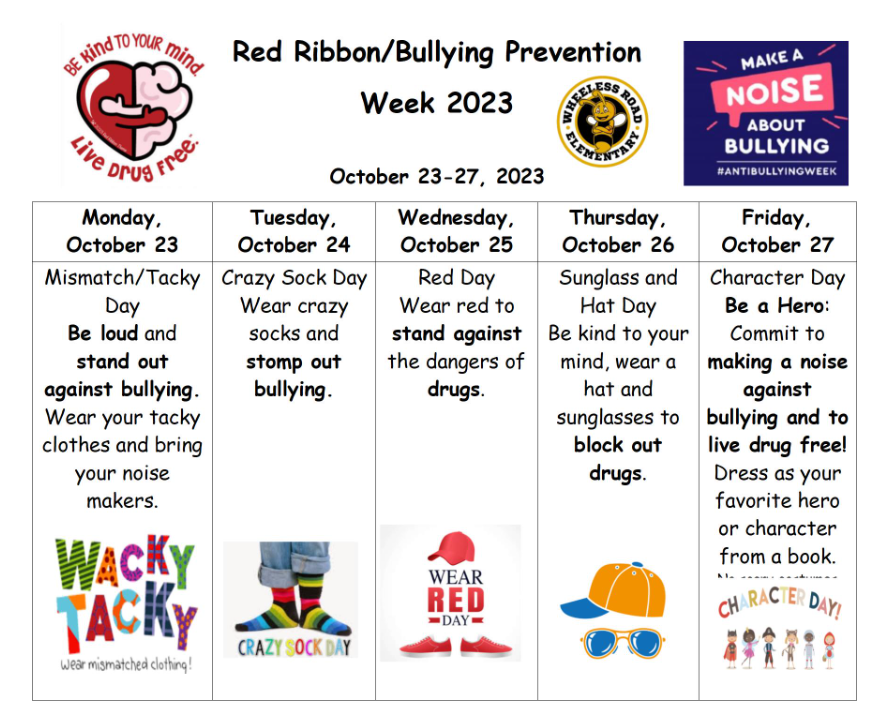 BE Kind TO YOUR mind.
Live DRUG FREE.
Red Ribbon/Bullying Prevention
Week 2023
October 23-27, 2023
WHEELESS ROAD
ELEMENTARY
MAKE A
NOISE
ABOUT
BULLYING
#ANTIBULLYINGWEEK
Monday,
October 23
Tuesday,
October 24
Wednesday,
October 25
Thursday,
October 26
Friday,
October 27
Mismatch/Tacky
Day
Be loud and
stand out
against bullying.
Wear your tacky
clothes and bring
your noise
makers.
WACKY
TACKY
Wear mismatched clothing!
Crazy Sock Day
Wear crazy
socks and
stomp out
bullying.
CRAZY SOCK DAY
Red Day
Wear red to
stand against
the dangers of
drugs.
WEAR
RED
DAY
Sunglass and
Hat Day
Be kind to your
mind, wear a
hat and
sunglasses to
block out
drugs.
Character Day
Be a Hero:
Commit to
making a noise
against
bullying and to
live drug free!
Dress as your
favorite hero
or character
from a book.
CHARACTER DAY!